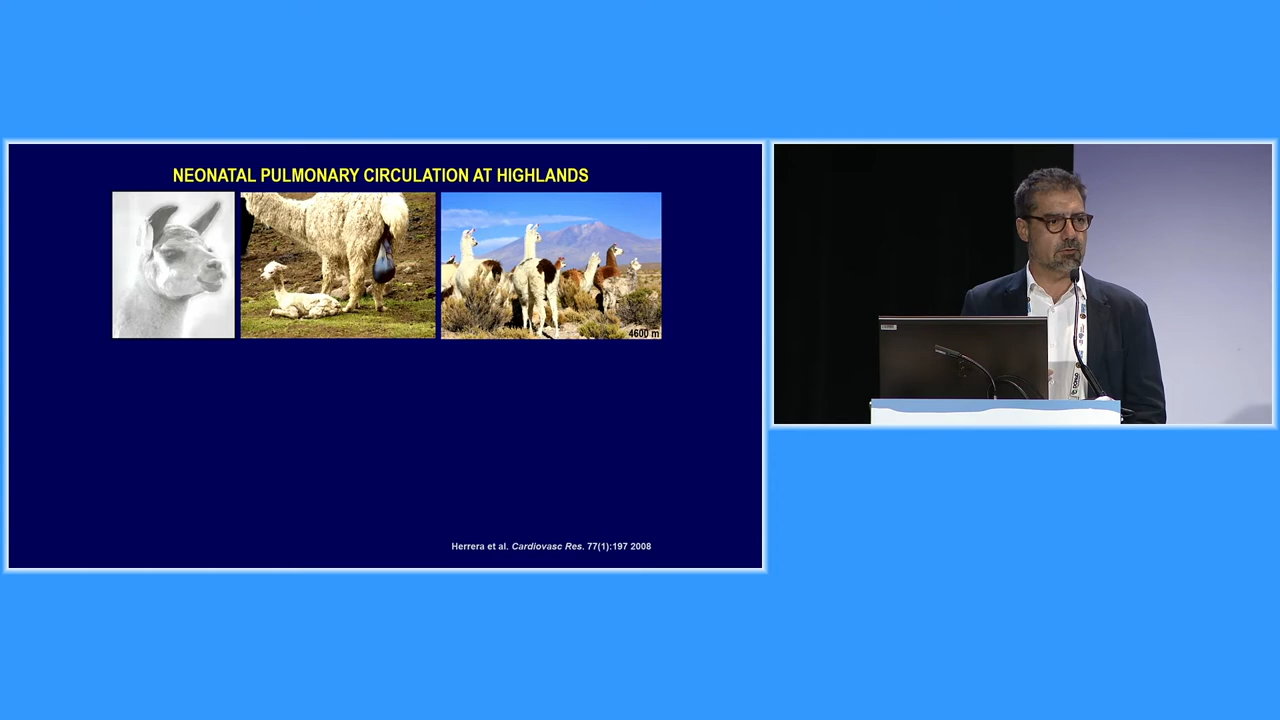 NEONATAL PULMONARY CIRCULATION AT HIGHLANDS
4600 m
Herrera et al. Cardiovasc Res. 77(1):197 2008